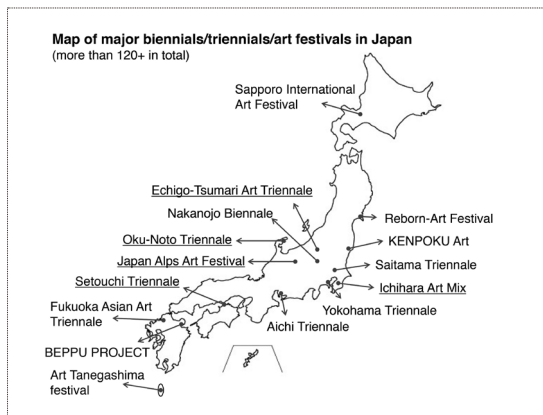 Map of major biennials/triennials/art festivals in Japan
(more than 120+ in total)
Sapporo International
Art Festival
Echigo-Tsumari Art Triennale
Nakanojo Biennale
Oku-Noto Triennale
Japan Alps Art Festival
Setouchi Triennale
Fukuoka Asian Art
Triennale
BEPPU PROJECT
Art Tanegashima
festival
Reborn-Art Festival
KENPOKU Art
Saitama Triennale
Ichihara Art Mix
Yokohama Triennale
Aichi Triennale